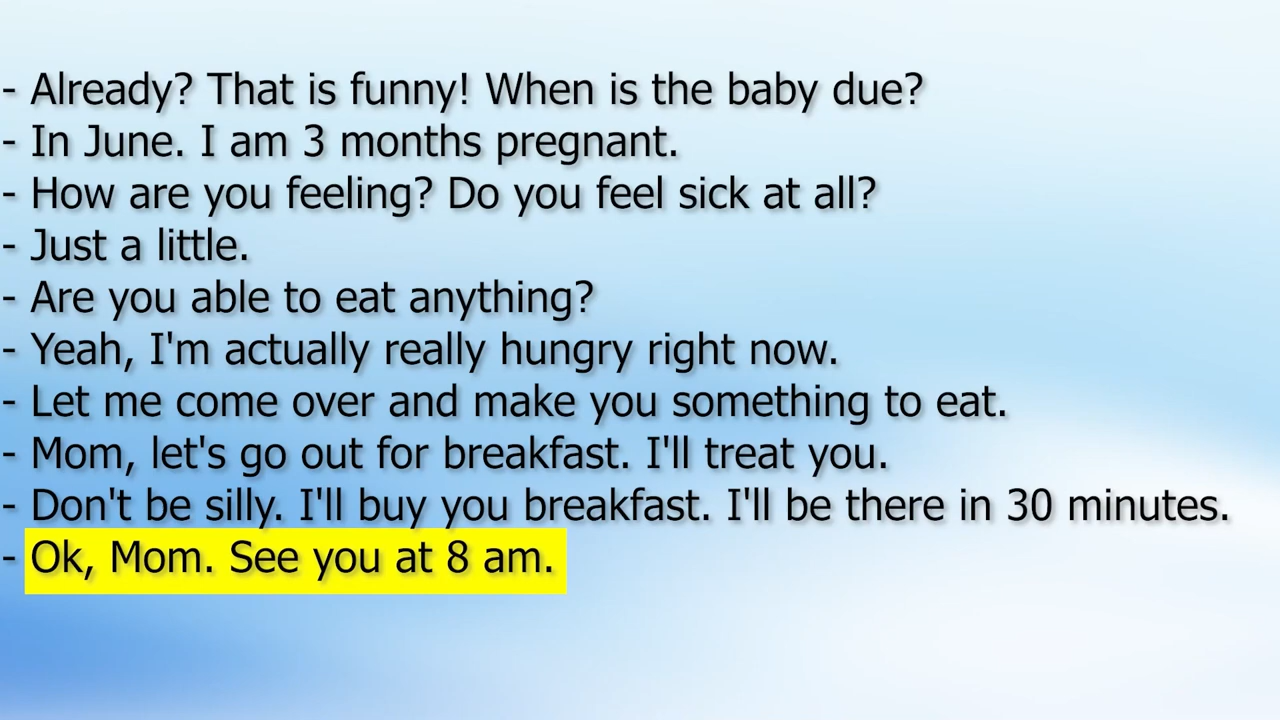 - Already? That is funny! When is the baby due?
- In June. I am 3 months pregnant.
- How are you feeling? Do you feel sick at all?
- Just a little.
- Are you able to eat anything?
- Yeah, I'm actually really hungry right now.
- Let me come over and make you something to eat.
- Mom, let's go out for breakfast. I'll treat you.
- Don't be silly. I'll buy you breakfast. I'll be there in 30 minutes.
- Ok, Mom. See you at 8 am.